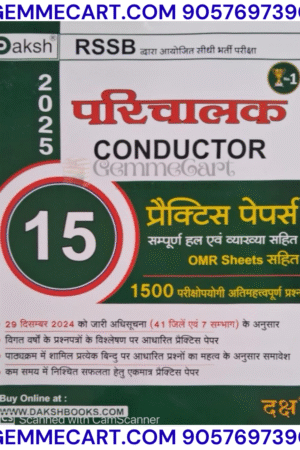 GEMMECART.COM 9057697390
Daksh
RSSB द्वारा आयोजित सीधी भर्ती परीक्षा
2025
-1
परिचालक
CONDUCTOR
GemmeCart
15
प्रैक्टिस पेपर्स
सम्पूर्ण हल एवं व्याख्या सहित
OMR Sheets सहित
1500 परीक्षोपयोगी अतिमहत्वपूर्ण प्रश्न
29 दिसम्बर 2024 को जारी अधिसूचना (41 जिलें एवं 7 सम्भाग) के अनुसार
विगत वर्षों के प्रश्नपत्रों के विश्लेषण पर आधारित प्रैक्टिस पेपर
पाठ्यक्रम में शामिल प्रत्येक बिन्दु पर आधारित प्रश्नों का महत्व के अनुसार समावेश
कम समय में निश्चित सफलता हेतु एकमात्र प्रैक्टिस पेपर
Buy Online at :
WWW.DAKSHBOOKS.COM
दक्ष
Scanned with CamScanner
GEMMECART.COM 9057697390